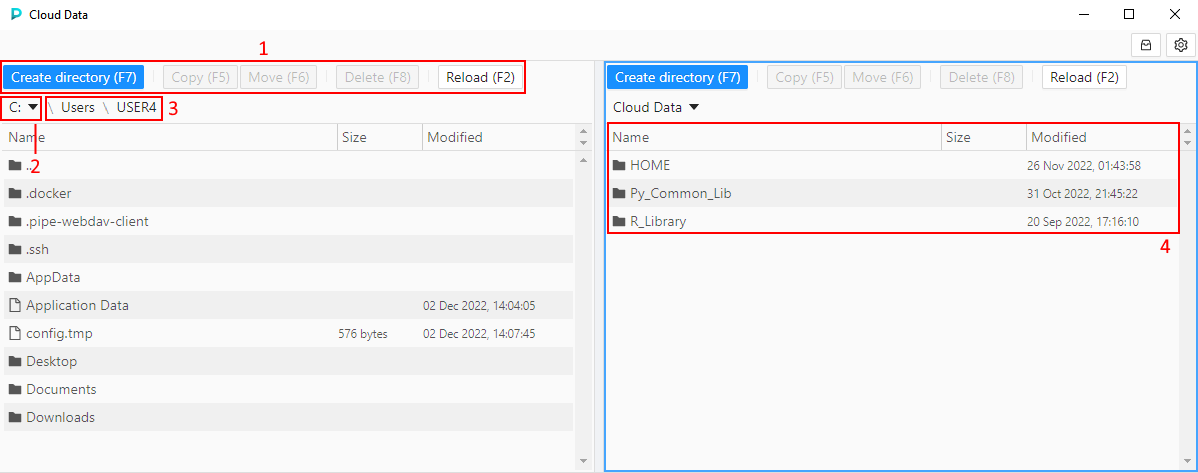 Cloud Data
1
Create directory (F7) Copy (F5) Move (F6) Delete (F8) Reload (F2)
C: \ Users \ USER4 3
2
Name Size Modified
..
.docker
.pipe-webdav-client
.ssh
AppData
Application Data 02 Dec 2022, 14:04:05
config.tmp 576 bytes 02 Dec 2022, 14:07:45
Desktop
Documents
Downloads
Create directory (F7) Copy (F5) Move (F6) Delete (F8) Reload (F2)
Cloud Data
Name Size Modified
HOME 26 Nov 2022, 01:43:58
Py_Common_Lib 31 Oct 2022, 21:45:22
R_Library 20 Sep 2022, 17:16:10
4